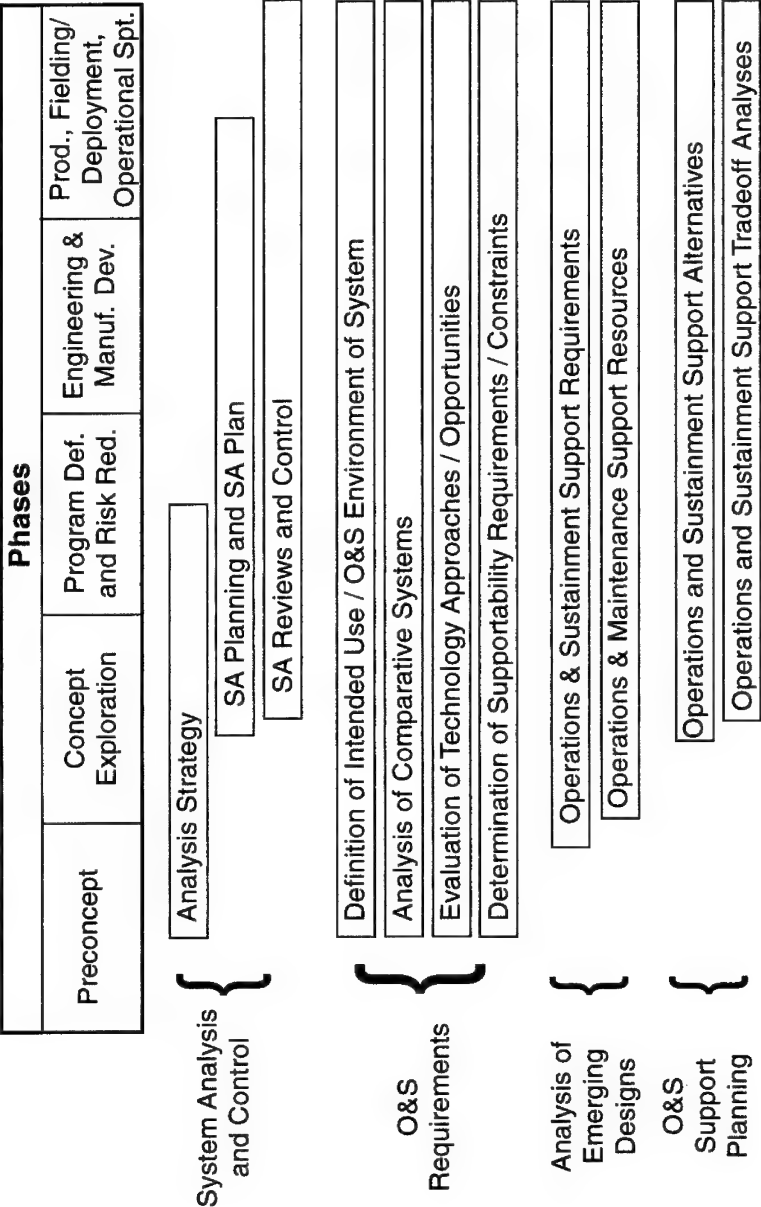 Phases
Preconcept
Concept
Exploration
Program Def.
and Risk Red.
Engineering &
Manuf. Dev.
Prod., Fielding/
Deployment,
Operational Spt.
System Analysis
and Control
Analysis Strategy
SA Planning and SA Plan
SA Reviews and Control
O&S
Requirements
Definition of Intended Use / O&S Environment of System
Analysis of Comparative Systems
Evaluation of Technology Approaches / Opportunities
Determination of Supportability Requirements / Constraints
Analysis of
Emerging
Designs
Operations & Sustainment Support Requirements
Operations & Maintenance Support Resources
O&S
Support
Planning
Operations and Sustainment Support Alternatives
Operations and Sustainment Support Tradeoff Analyses